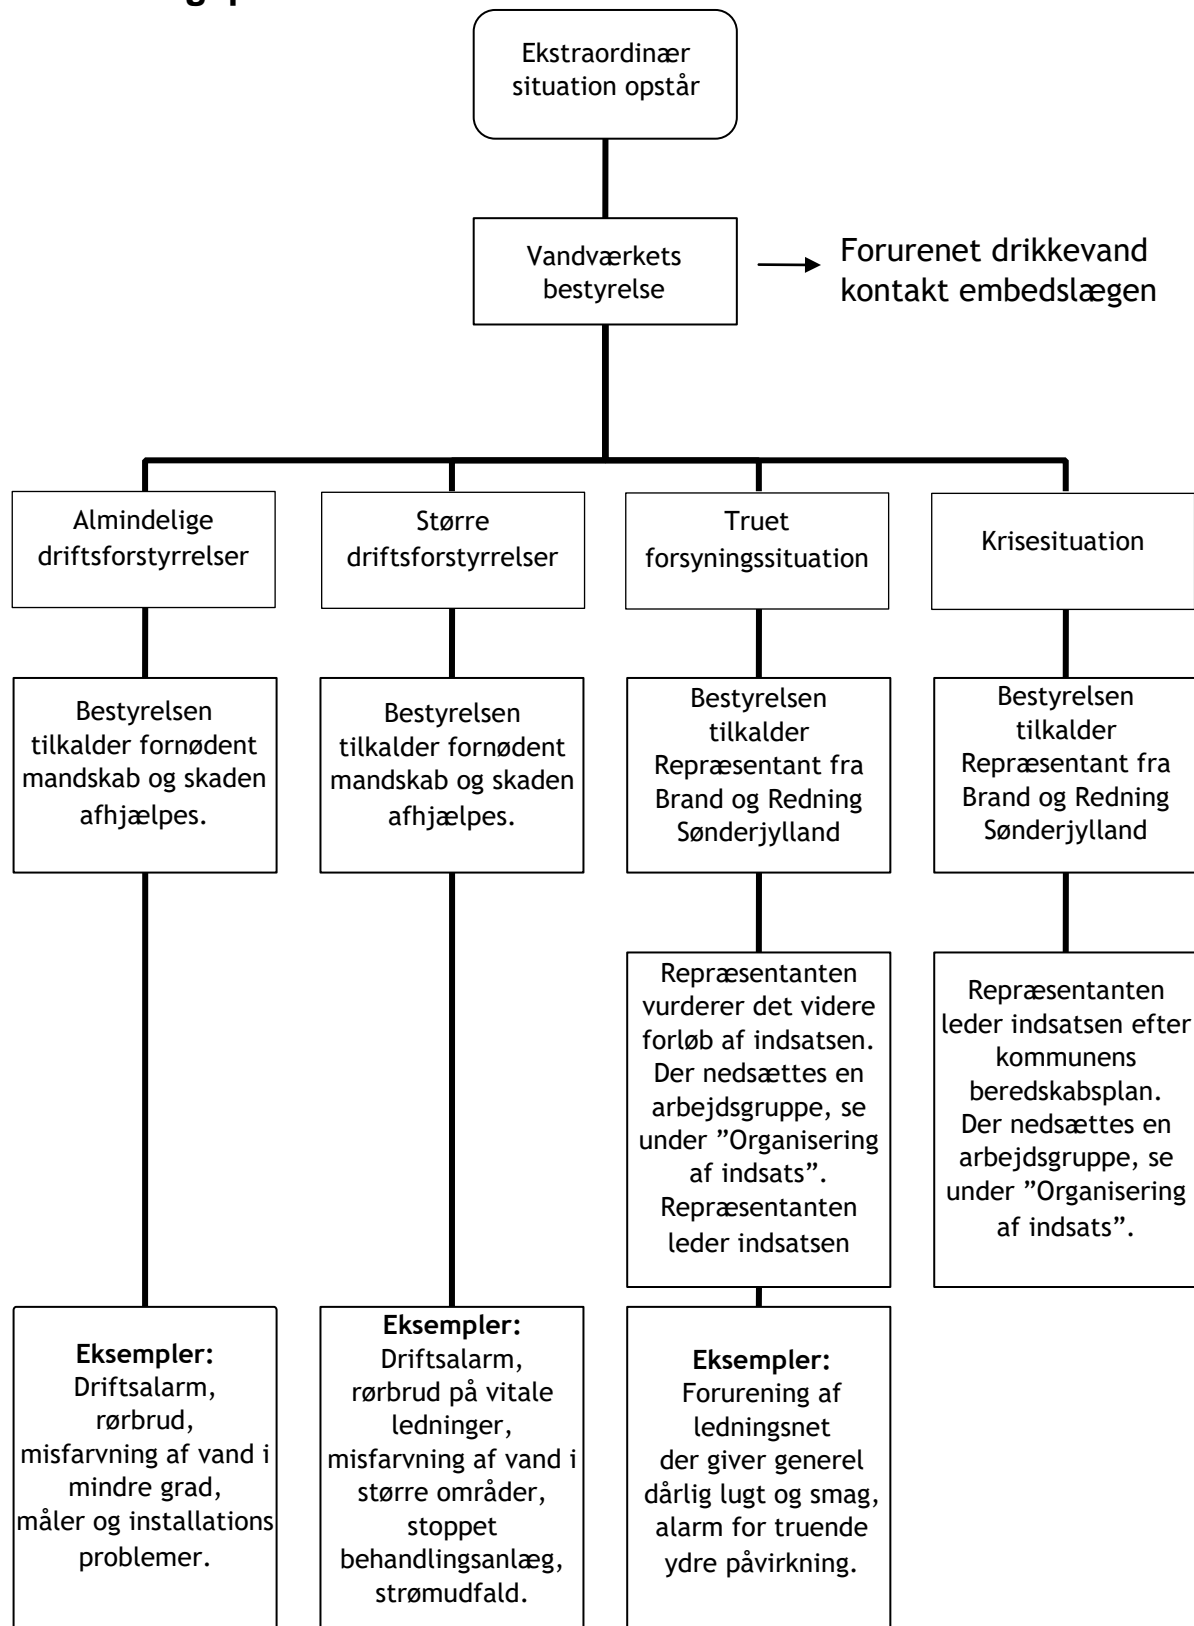 Ekstraordinær
situation opstår
Vandværkets
bestyrelse
Forurenet drikkevand
kontakt embedslægen
Almindelige
driftsforstyrrelser
Større
driftsforstyrrelser
Truet
forsyningssituation
Krisesituation
Bestyrelsen
tilkalder fornødent
mandskab og skaden
afhjælpes.
Bestyrelsen
tilkalder fornødent
mandskab og skaden
afhjælpes.
Bestyrelsen
tilkalder
Repræsentant fra
Brand og Redning
Sønderjylland
Bestyrelsen
tilkalder
Repræsentant fra
Brand og Redning
Sønderjylland
Repræsentanten
vurderer det videre
forløb af indsatsen.
Der nedsættes en
arbejdsgruppe, se
under ”Organisering
af indsats”.
Repræsentanten
leder indsatsen
Repræsentanten
leder indsatsen efter
kommunens
beredskabsplan.
Der nedsættes en
arbejdsgruppe, se
under ”Organisering
af indsats”.
Eksempler:
Driftsalarm,
rørbrud,
misfarvning af vand i
mindre grad,
måler og installations
problemer.
Eksempler:
Driftsalarm,
rørbrud på vitale
ledninger,
misfarvning af vand i
større områder,
stoppet
behandlingsanlæg,
strømudfald.
Eksempler:
Forurening af
ledningsnet
der giver generel
dårlig lugt og smag,
alarm for truende
ydre påvirkning.